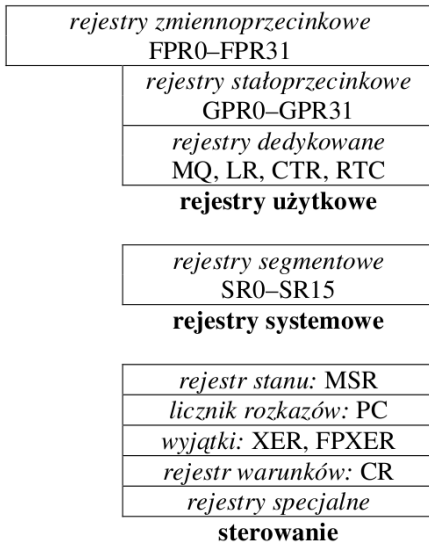 rejestry zmiennoprzecinkowe
FPR0–FPR31
rejestry stałoprzecinkowe
GPR0–GPR31
rejestry dedykowane
MQ, LR, CTR, RTC
rejestry użytkowe
rejestry segmentowe
SR0–SR15
rejestry systemowe
rejestr stanu: MSR
licznik rozkazów: PC
wyjątki: XER, FPXER
rejestr warunków: CR
rejestry specjalne
sterowanie